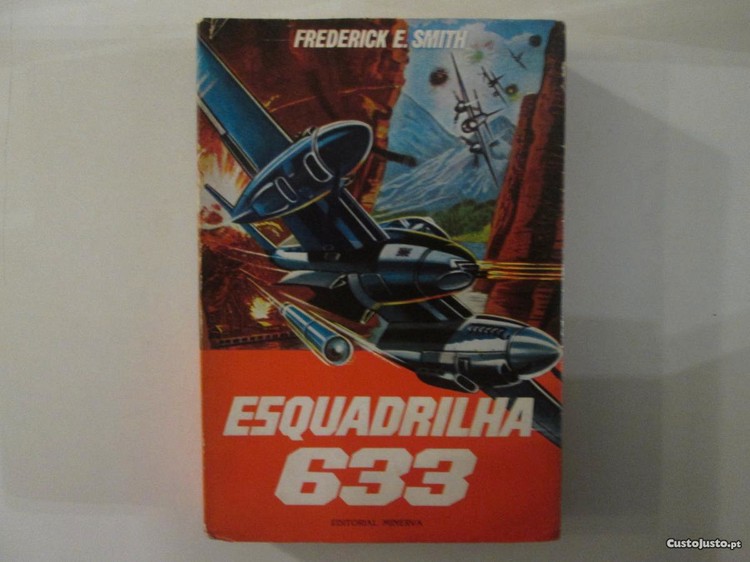 FREDERICK E. SMITH
ESQUADRILHA
633
EDITORIAL MINERVA
CustoJusto.pt